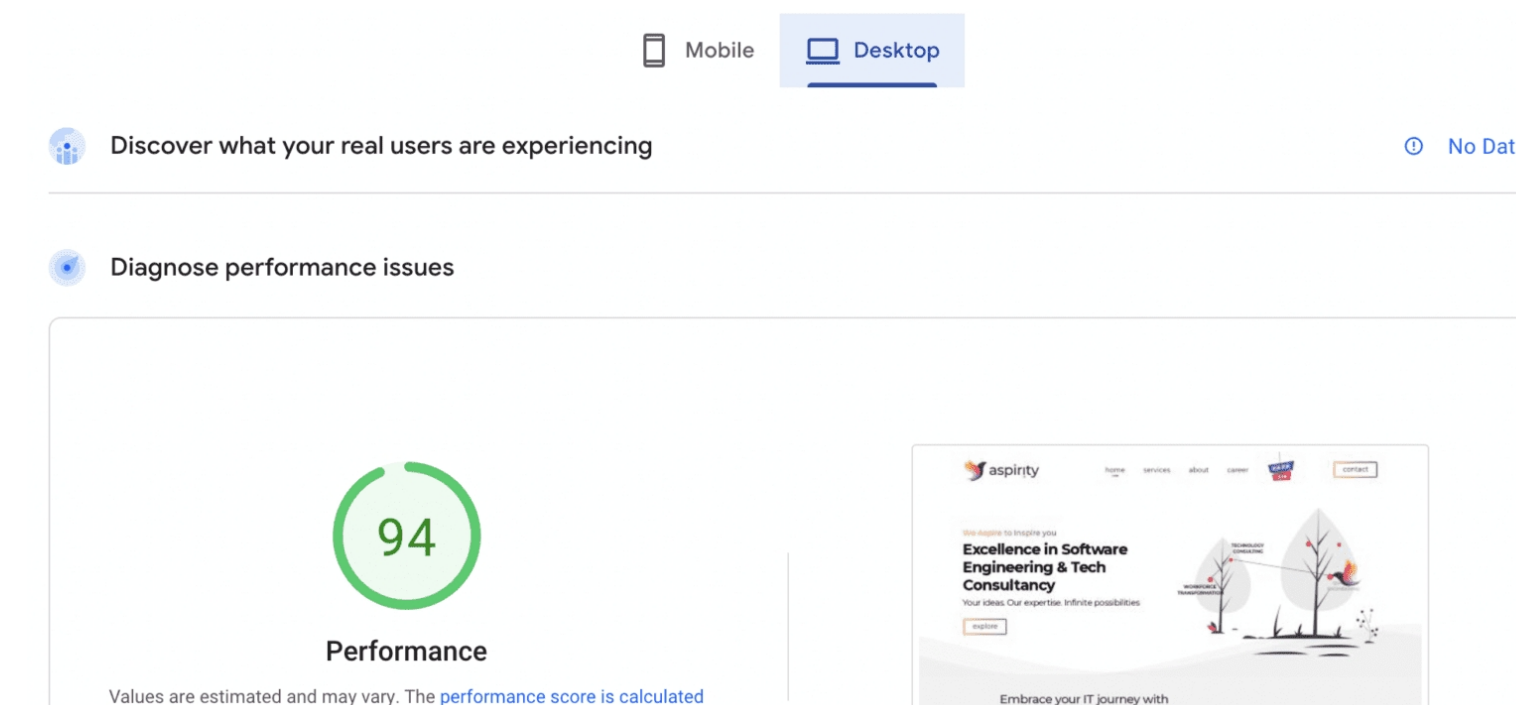 Mobile
Desktop
Discover what your real users are experiencing
No Dat
Diagnose performance issues
94
Performance
Values are estimated and may vary. The performance score is calculated
aspirity
home services about career
contact
We Aspire to Inspire you
Excellence in Software
Engineering & Tech
Consultancy
Your ideas. Our expertise. Infinite possibilities
explore
TECHNOLOGY
CONSULTING
WORKFORCE
TRANSFORMATION
Embrace your IT journey with